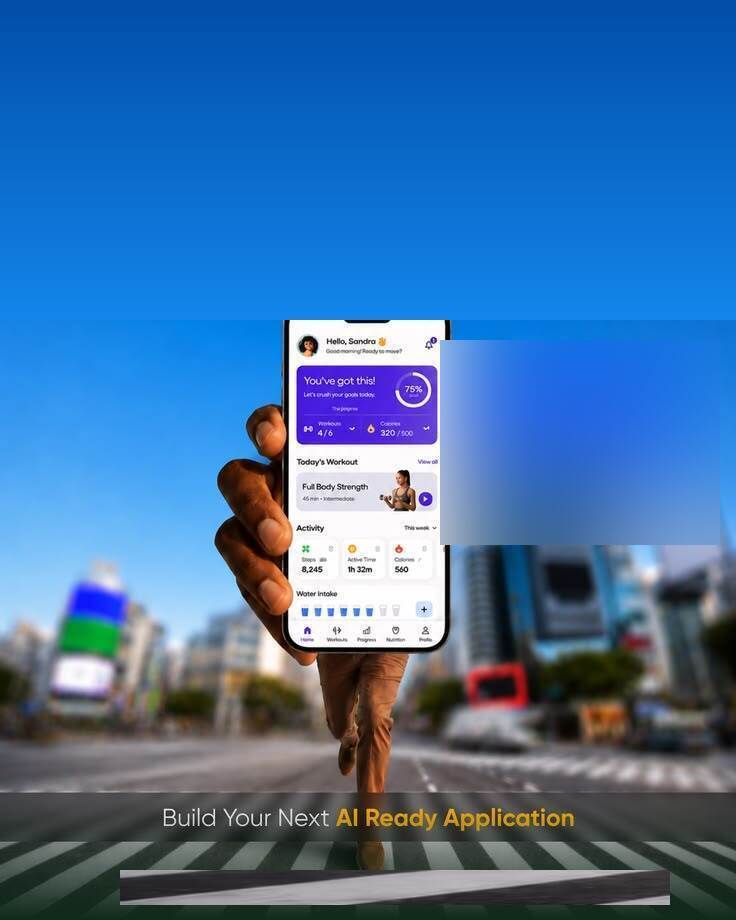 Hello, Sandra 👋
Good morning! Ready to move?
You've got this!
Let's crush your goals today.
75%
Workouts
4 / 6
Calories
320 / 500
Today's Workout
View all
Full Body Strength
45 min • Intermediate
Activity
This week
Steps
8,245
Active Time
1h 32m
Calories
560
Water Intake
+
Home
Workouts
Progress
Nutrition
Profile
Build Your Next AI Ready Application